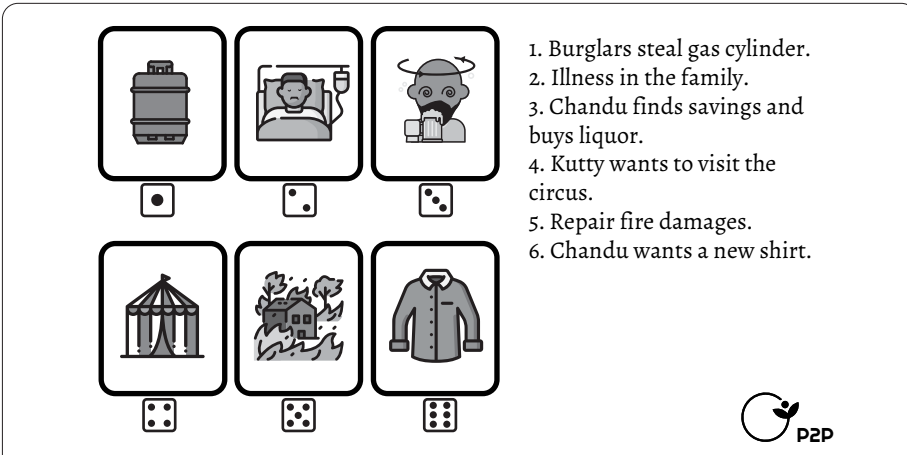 1. Burglars steal gas cylinder.
2. Illness in the family.
3. Chandu finds savings and
buys liquor.
4. Kutty wants to visit the
circus.
5. Repair fire damages.
6. Chandu wants a new shirt.
P2P